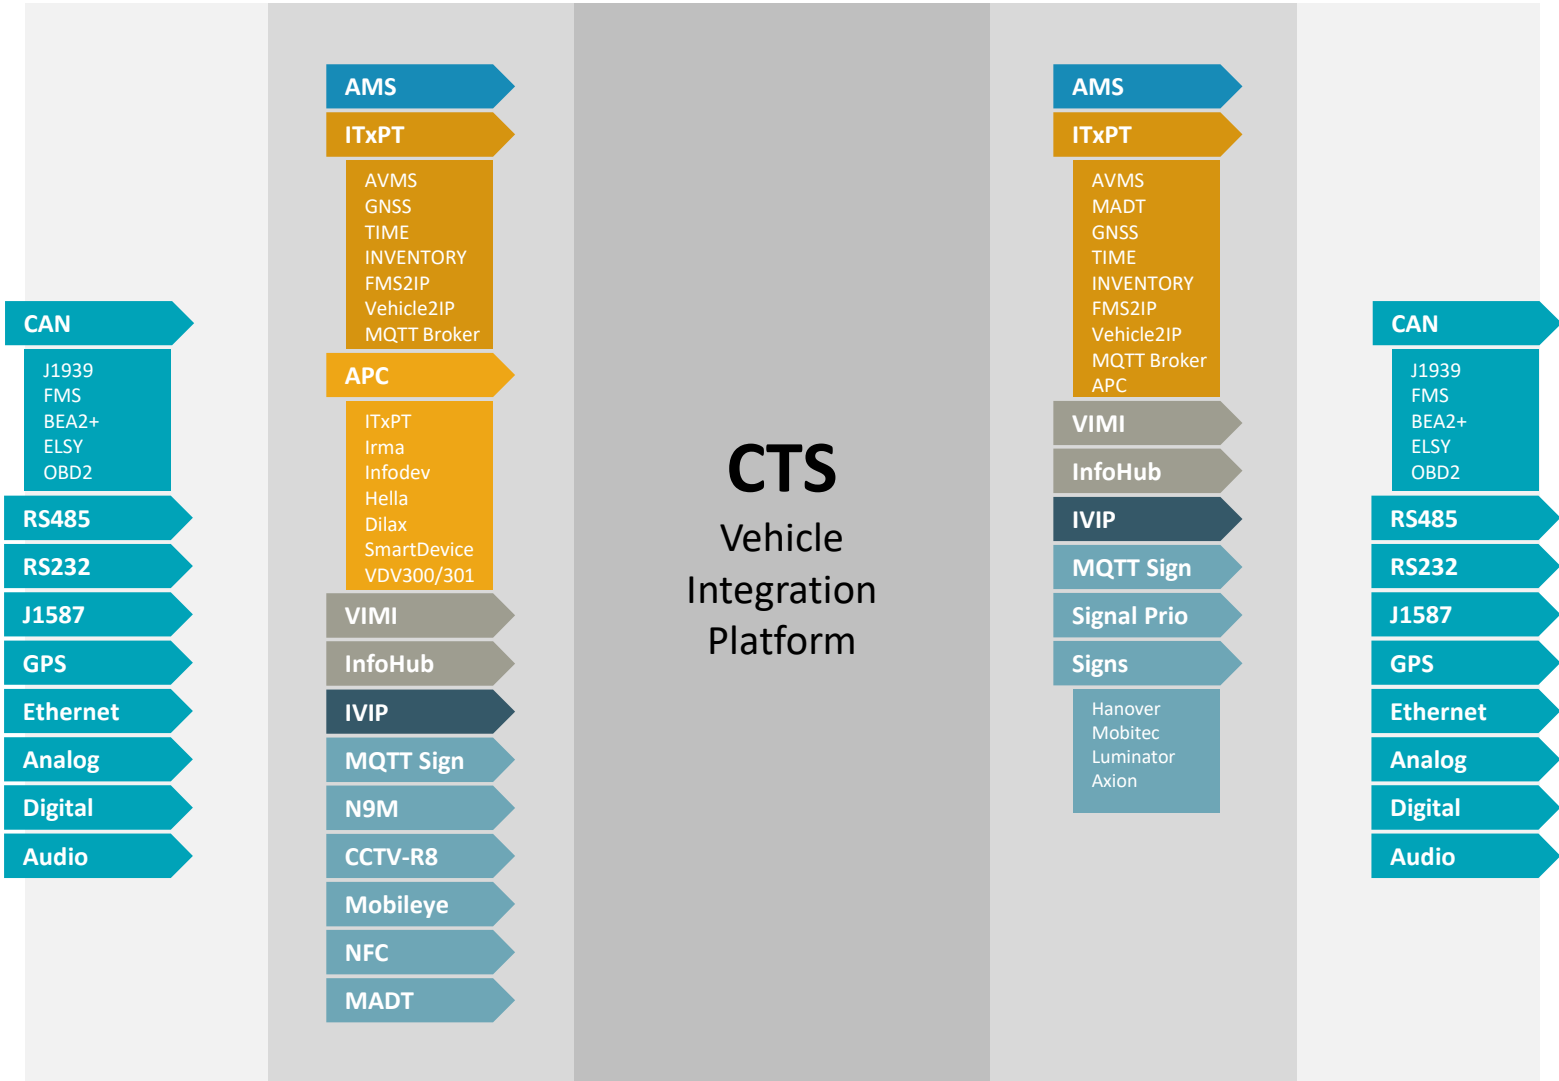 CAN
J1939
FMS
BEA2+
ELSY
OBD2
RS485
RS232
J1587
GPS
Ethernet
Analog
Digital
Audio
AMS
ITxPT
AVMS
GNSS
TIME
INVENTORY
FMS2IP
Vehicle2IP
MQTT Broker
APC
ITxPT
Irma
Infodev
Hella
Dilax
SmartDevice
VDV300/301
VIMI
InfoHub
IVIP
MQTT Sign
N9M
CCTV-R8
Mobileye
NFC
MADT
CTS
Vehicle
Integration
Platform
AMS
ITxPT
AVMS
MADT
GNSS
TIME
INVENTORY
FMS2IP
Vehicle2IP
MQTT Broker
APC
VIMI
InfoHub
IVIP
MQTT Sign
Signal Prio
Signs
Hanover
Mobitec
Luminator
Axion
CAN
J1939
FMS
BEA2+
ELSY
OBD2
RS485
RS232
J1587
GPS
Ethernet
Analog
Digital
Audio